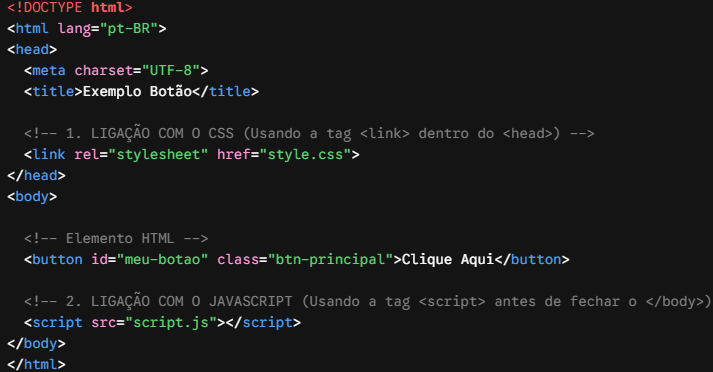 <!DOCTYPE html>
<html lang="pt-BR">
<head>
  <meta charset="UTF-8">
  <title>Exemplo Botão</title>

  <!-- 1. LIGAÇÃO COM O CSS (Usando a tag <link> dentro do <head>) -->
  <link rel="stylesheet" href="style.css">
</head>
<body>

  <!-- Elemento HTML -->
  <button id="meu-botao" class="btn-principal">Clique Aqui</button>

  <!-- 2. LIGAÇÃO COM O JAVASCRIPT (Usando a tag <script> antes de fechar o </body>)
  <script src="script.js"></script>
</body>
</html>